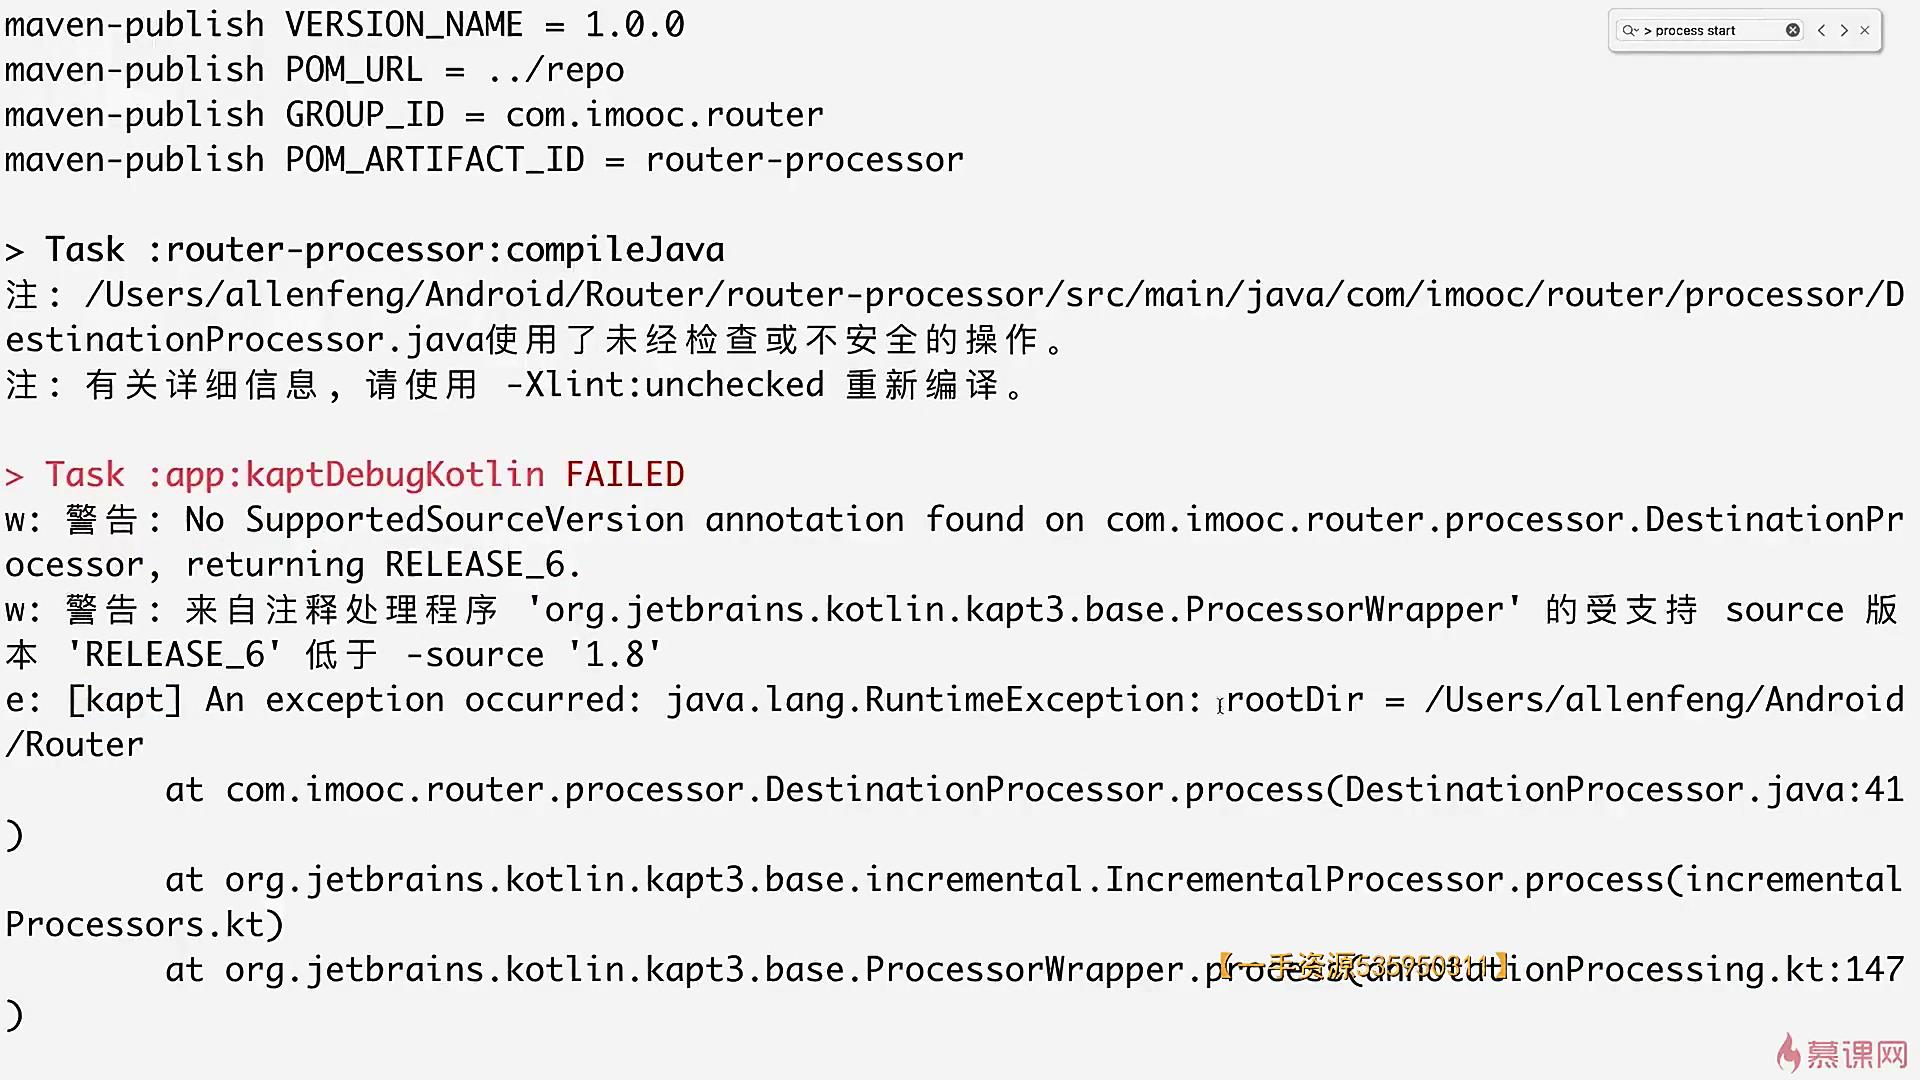 maven-publish VERSION_NAME = 1.0.0
> process start
maven-publish POM_URL = ../repo
maven-publish GROUP_ID = com.imooc.router
maven-publish POM_ARTIFACT_ID = router-processor
> Task :router-processor:compileJava
注: /Users/allenfeng/Android/Router/router-processor/src/main/java/com/imooc/router/processor/D
estinationProcessor.java使用了未经检查或不安全的操作。
注: 有关详细信息, 请使用 -Xlint:unchecked 重新编译。
> Task :app:kaptDebugKotlin FAILED
w: 警告: No SupportedSourceVersion annotation found on com.imooc.router.processor.DestinationPr
ocessor, returning RELEASE_6.
w: 警告: 来自注释处理程序 'org.jetbrains.kotlin.kapt3.base.ProcessorWrapper' 的受支持 source 版
本 'RELEASE_6' 低于 -source '1.8'
e: [kapt] An exception occurred: java.lang.RuntimeException: rootDir = /Users/allenfeng/Android
/Router
at com.imooc.router.processor.DestinationProcessor.process(DestinationProcessor.java:41
)
at org.jetbrains.kotlin.kapt3.base.incremental.IncrementalProcessor.process(incremental
Processors.kt)
at org.jetbrains.kotlin.kapt3.base.ProcessorWrapper.process(annotationProcessing.kt:147
)
【一手资源535950311】
慕课网